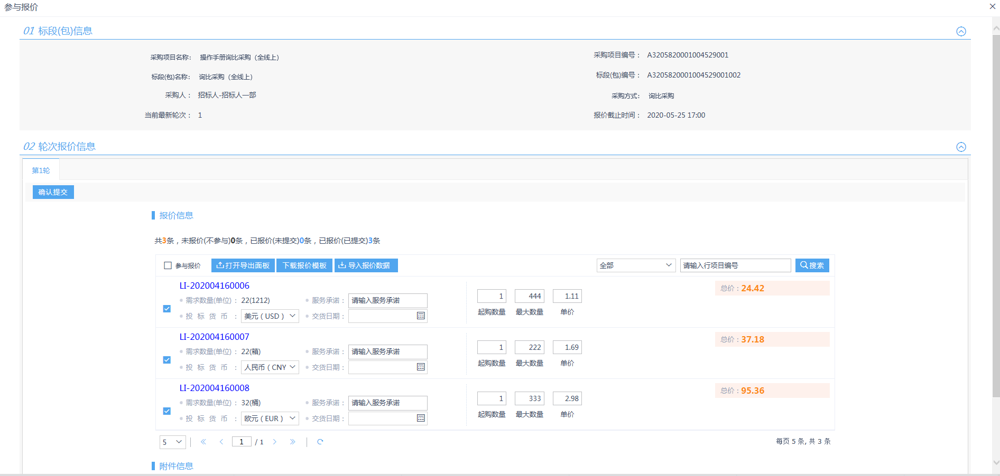 参与报价
01 标段(包)信息
采购项目名称： 操作手册询比采购（全线上）
采购项目编号： A3205820001004529001
标段(包)名称： 询比采购（全线上）
标段(包)编号： A3205820001004529001002
采购人： 招标人-招标人一部
采购方式： 询比采购
当前最新轮次： 1
报价截止时间： 2020-05-25 17:00
02 轮次报价信息
第1轮
确认提交
报价信息
共3条，未报价(不参与)0条，已报价(未提交)0条，已报价(已提交)3条
参与报价 打开导出面板 下载报价模板 导入报价数据 全部 请输入行项目编号 搜索
LI-202004160006
总价：24.42
需求数量(单位)： 22(1212) 服务承诺： 请输入服务承诺 1 444 1.11
投标货币： 美元（USD） 交货日期： 起购数量 最大数量 单价
LI-202004160007
总价：37.18
需求数量(单位)： 22(箱) 服务承诺： 请输入服务承诺 1 222 1.69
投标货币： 人民币（CNY 交货日期： 起购数量 最大数量 单价
LI-202004160008
总价：95.36
需求数量(单位)： 32(桶) 服务承诺： 请输入服务承诺 1 333 2.98
投标货币： 欧元（EUR） 交货日期： 起购数量 最大数量 单价
5 1 / 1 每页 5 条, 共 3 条
附件信息